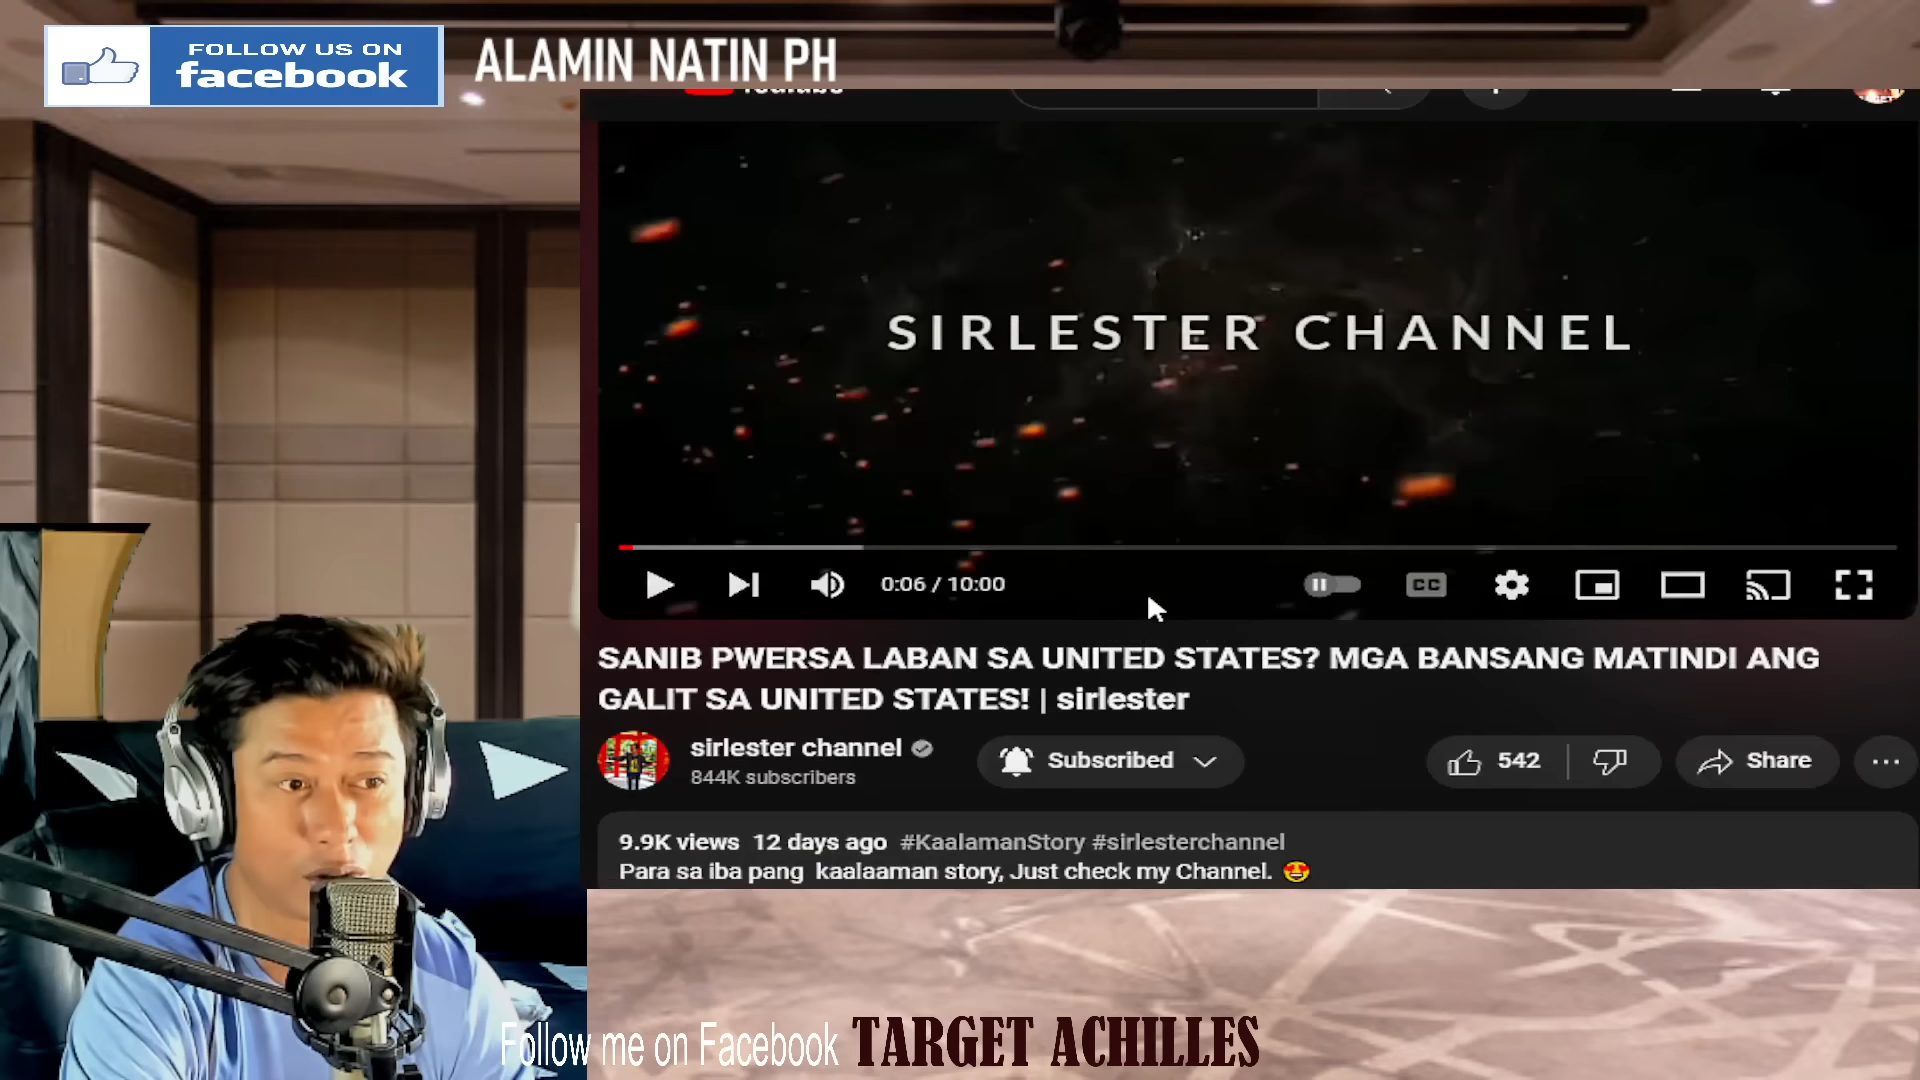 FOLLOW US ON
facebook
ALAMIN NATIN PH
YouTube
SIRLESTER CHANNEL
0:06 / 10:00
CC
SANIB PWERSA LABAN SA UNITED STATES? MGA BANSANG MATINDI ANG
GALIT SA UNITED STATES! | sirlester
sirlester channel
844K subscribers
Subscribed
542
Share
9.9K views 12 days ago #KaalamanStory #sirlesterchannel
Para sa iba pang kaalaaman story, Just check my Channel. 😍
Follow me on Facebook TARGET ACHILLES